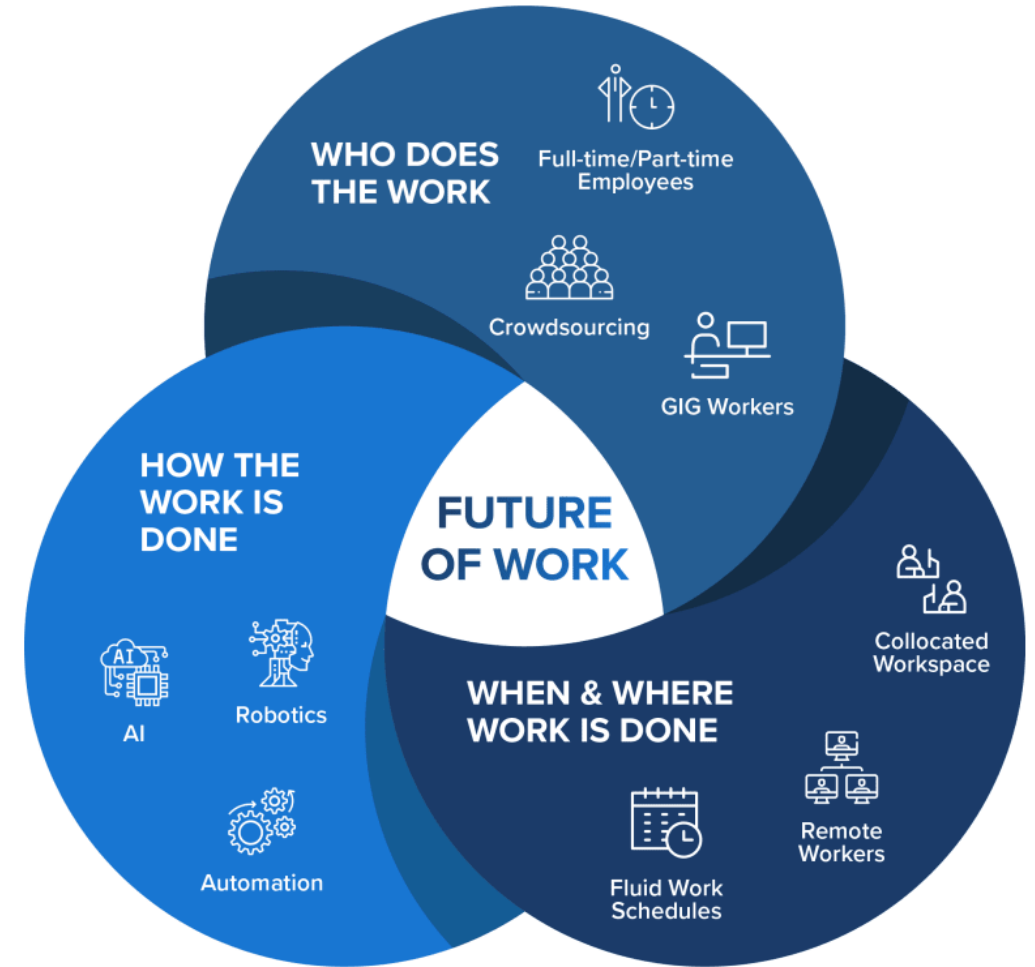 WHO DOES
THE WORK
Full-time/Part-time
Employees
Crowdsourcing
GIG Workers
HOW THE
WORK IS
DONE
AI
AI
Robotics
Automation
FUTURE
OF WORK
WHEN & WHERE
WORK IS DONE
Collocated
Workspace
Remote
Workers
Fluid Work
Schedules